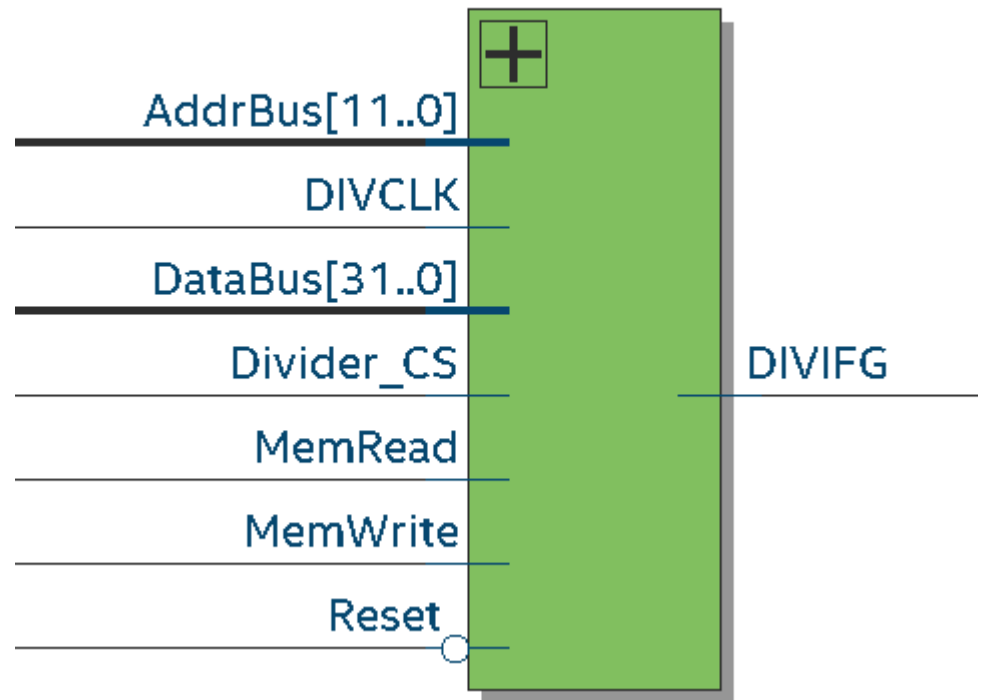 AddrBus[11..0]
DIVCLK
DataBus[31..0]
Divider_CS
DIVIFG
MemRead
MemWrite
Reset